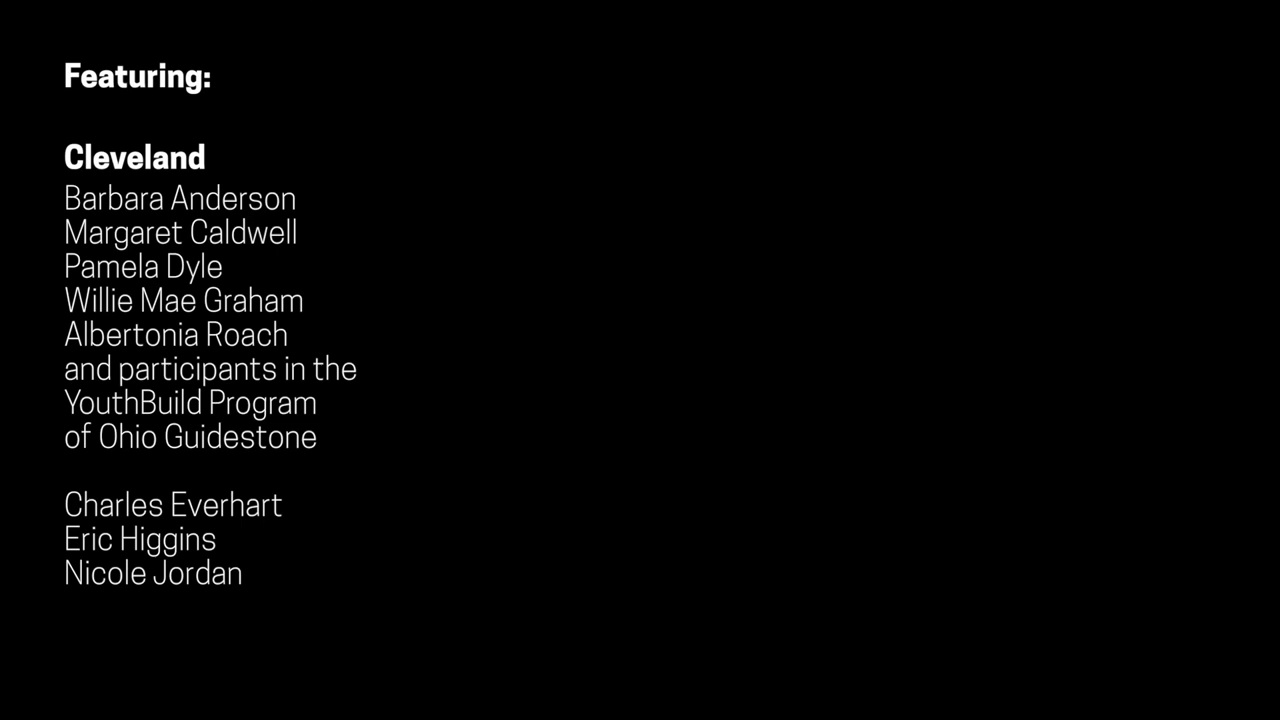 Featuring:
Cleveland
Barbara Anderson
Margaret Caldwell
Pamela Dyle
Willie Mae Graham
Albertonia Roach
and participants in the
YouthBuild Program
of Ohio Guidestone
Charles Everhart
Eric Higgins
Nicole Jordan